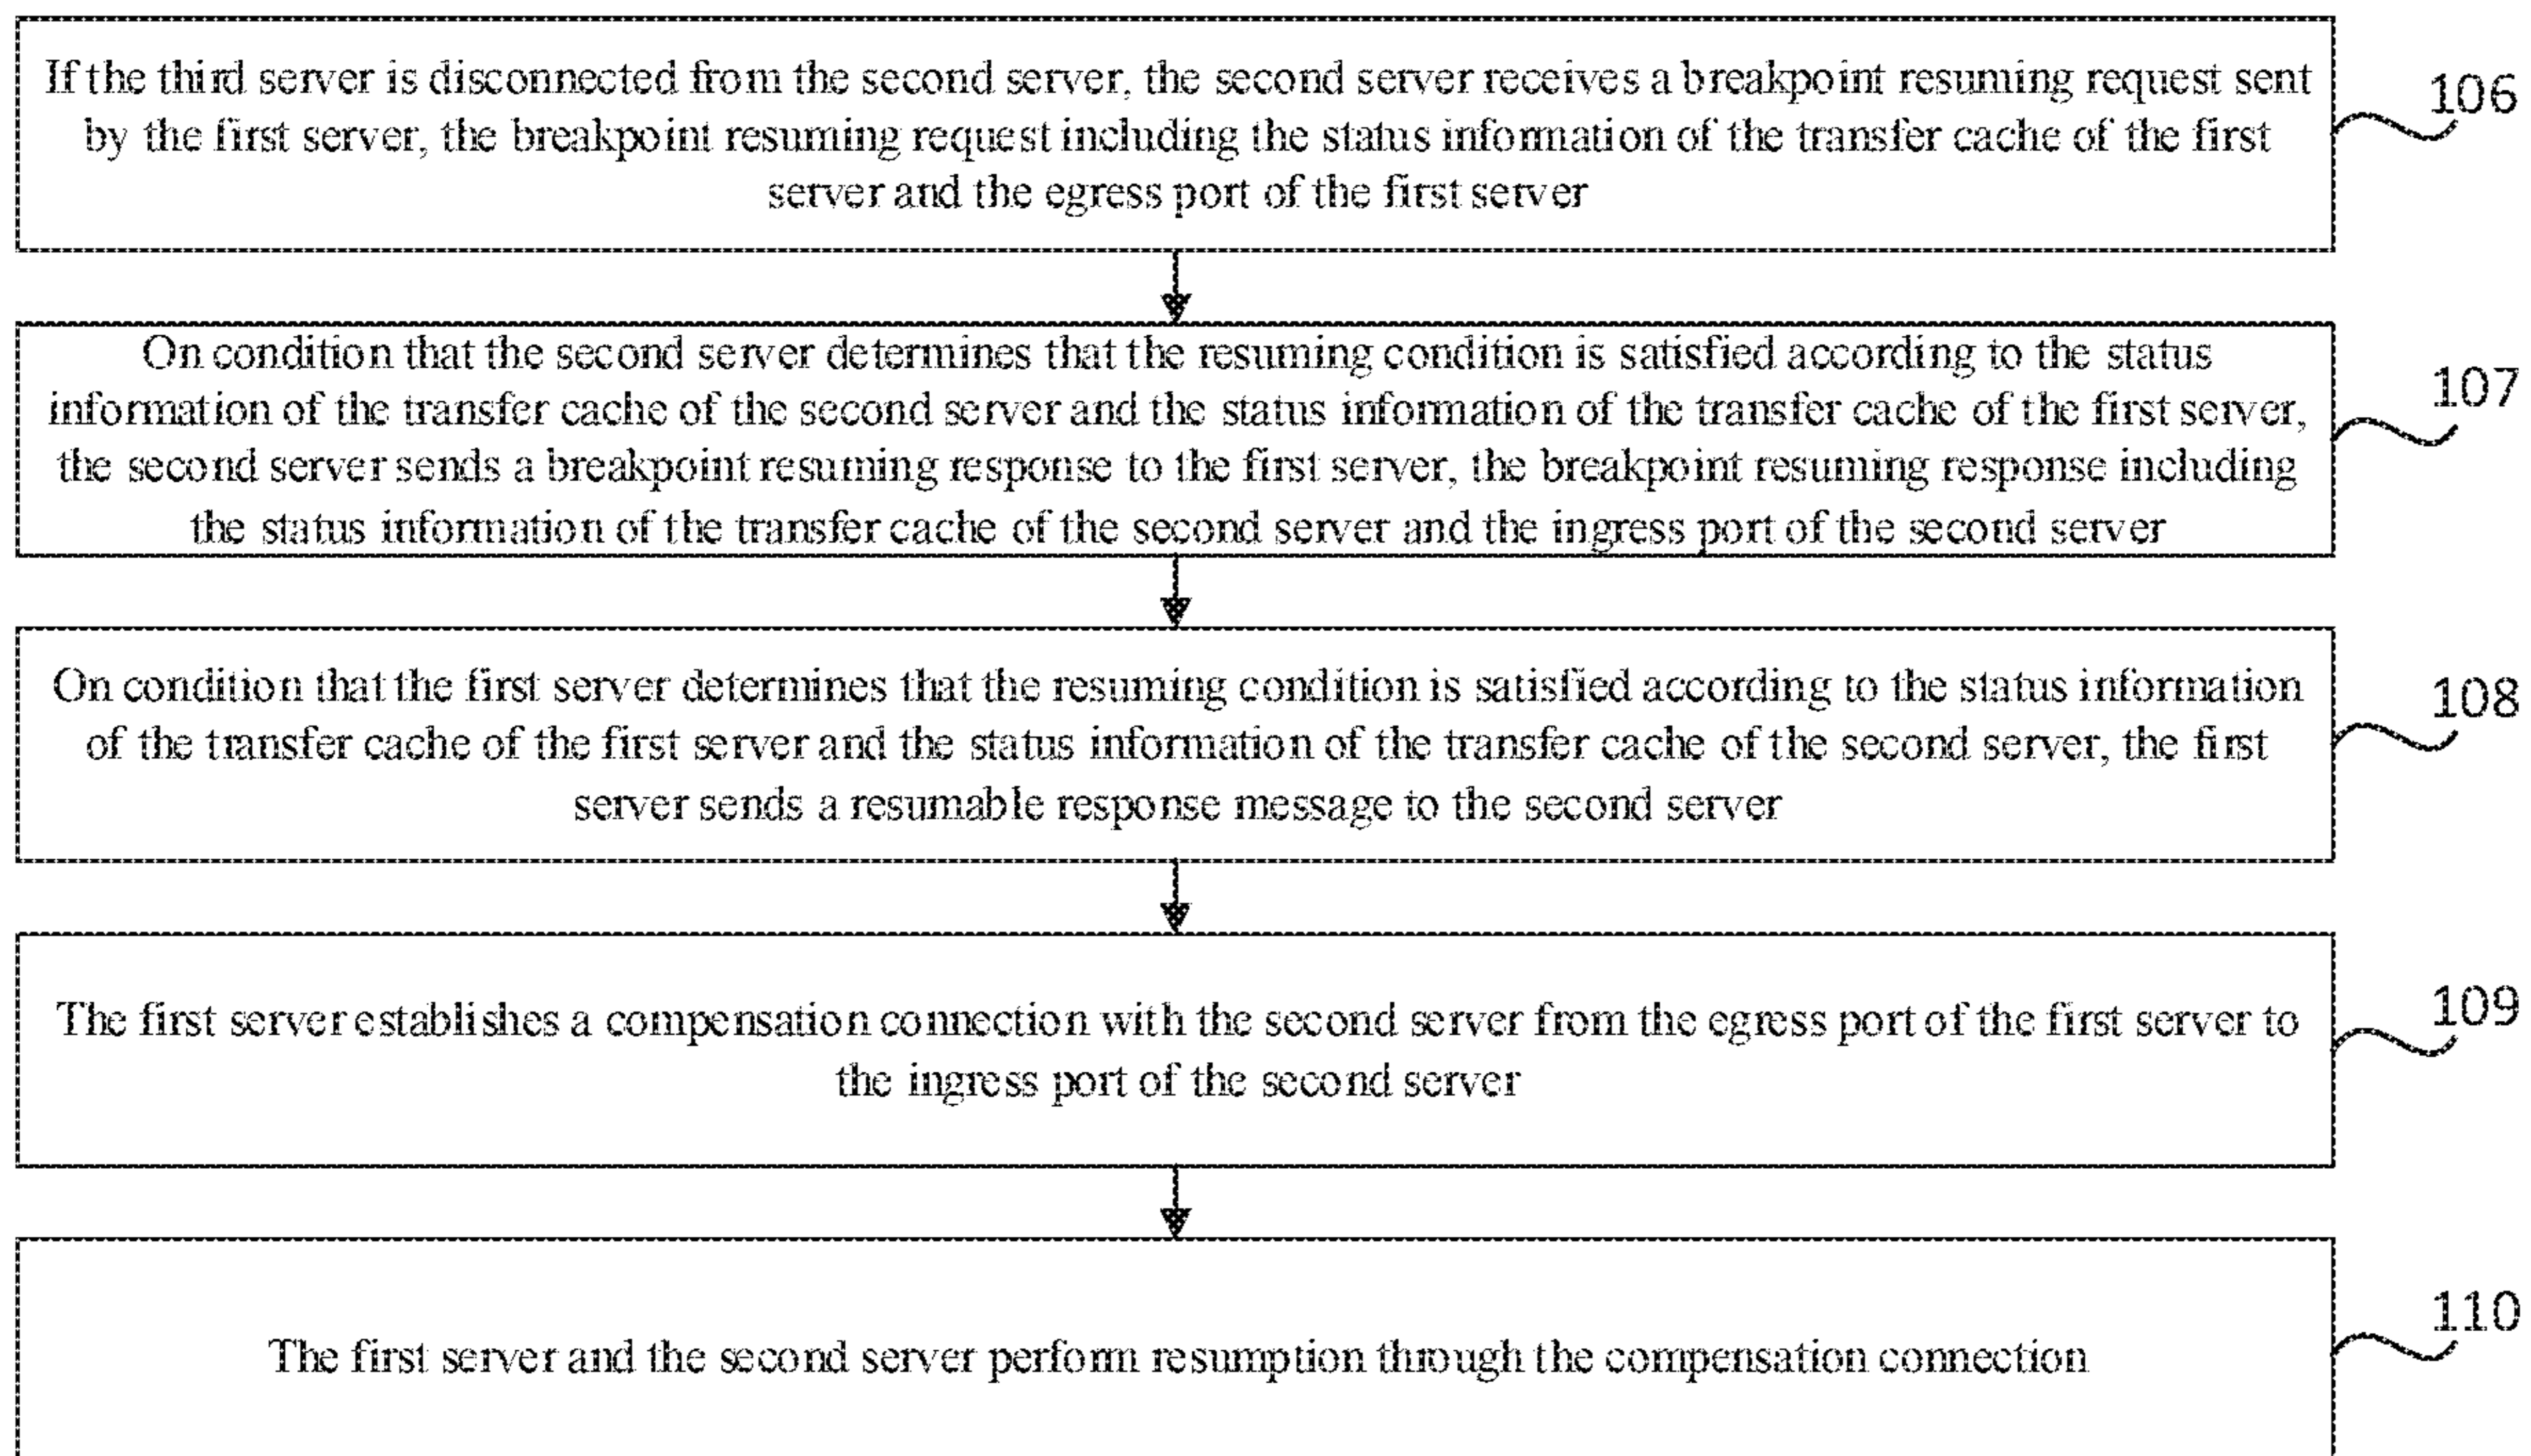 If the third server is disconnected from the second server, the second server receives a breakpoint resuming request sent
by the first server, the breakpoint resuming request including the status information of the transfer cache of the first
server and the egress port of the first server
106
On condition that the second server determines that the resuming condition is satisfied according to the status
information of the transfer cache of the second server and the status information of the transfer cache of the first server,
the second server sends a breakpoint resuming response to the first server, the breakpoint resuming response including
the status information of the transfer cache of the second server and the ingress port of the second server
107
On condition that the first server determines that the resuming condition is satisfied according to the status information
of the transfer cache of the first server and the status information of the transfer cache of the second server, the first
server sends a resumable response message to the second server
108
The first server establishes a compensation connection with the second server from the egress port of the first server to
the ingress port of the second server
109
The first server and the second server perform resumption through the compensation connection
110